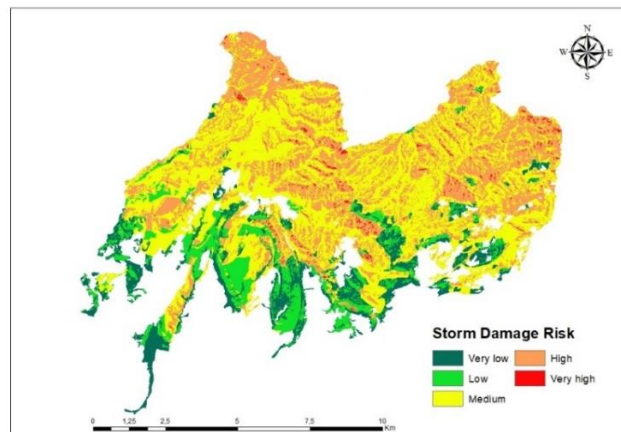 N
W E
S
Storm Damage Risk
Very low High
Low Very high
Medium
0 1,25 2,5 5 7,5 10
Km